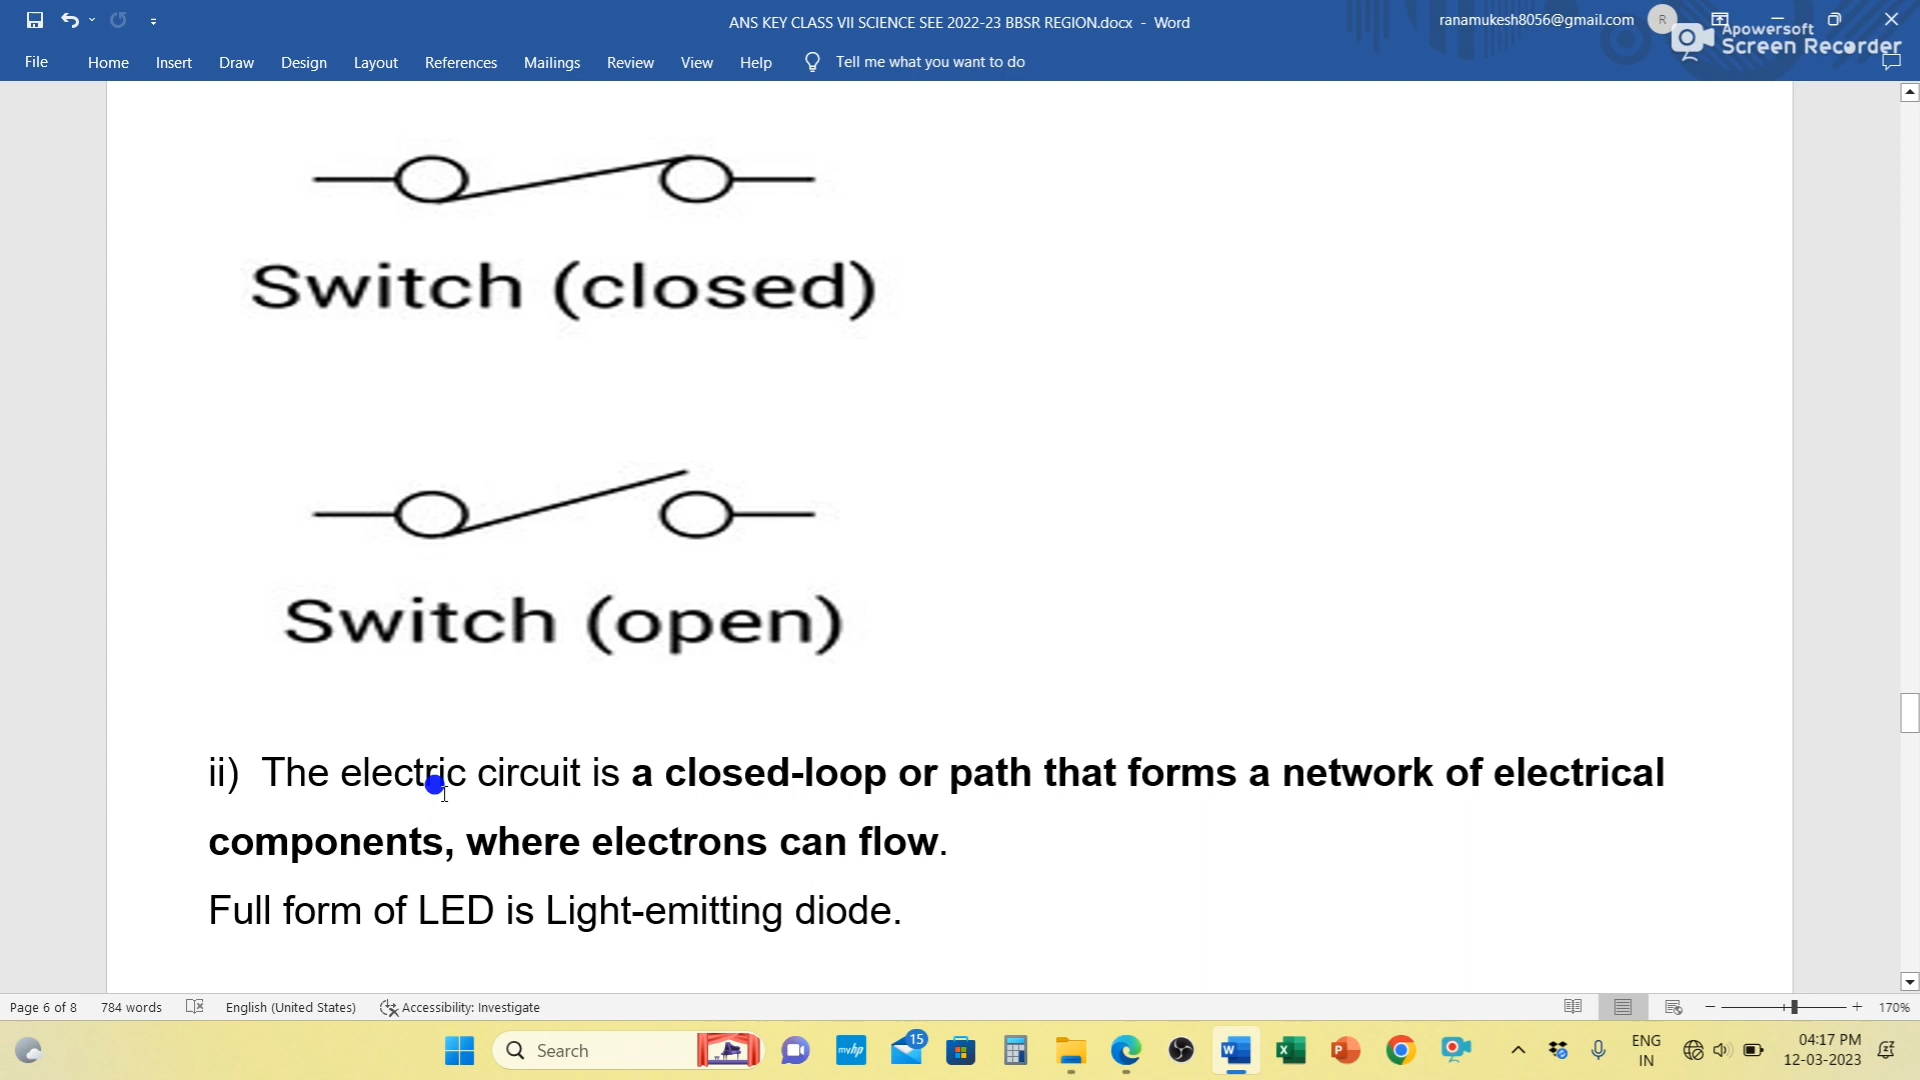 ANS KEY CLASS VII SCIENCE SEE 2022-23 BBSR REGION.docx - Word
ranamukesh8056@gmail.com
R
Apowersoft
Screen Recorder
File Home Insert Draw Design Layout References Mailings Review View Help Tell me what you want to do
Switch (closed)
Switch (open)
ii) The electric circuit is a closed-loop or path that forms a network of electrical
components, where electrons can flow.
Full form of LED is Light-emitting diode.
Page 6 of 8 784 words English (United States) Accessibility: Investigate 170%
Search
myhp
15
ENG
IN
04:17 PM
12-03-2023